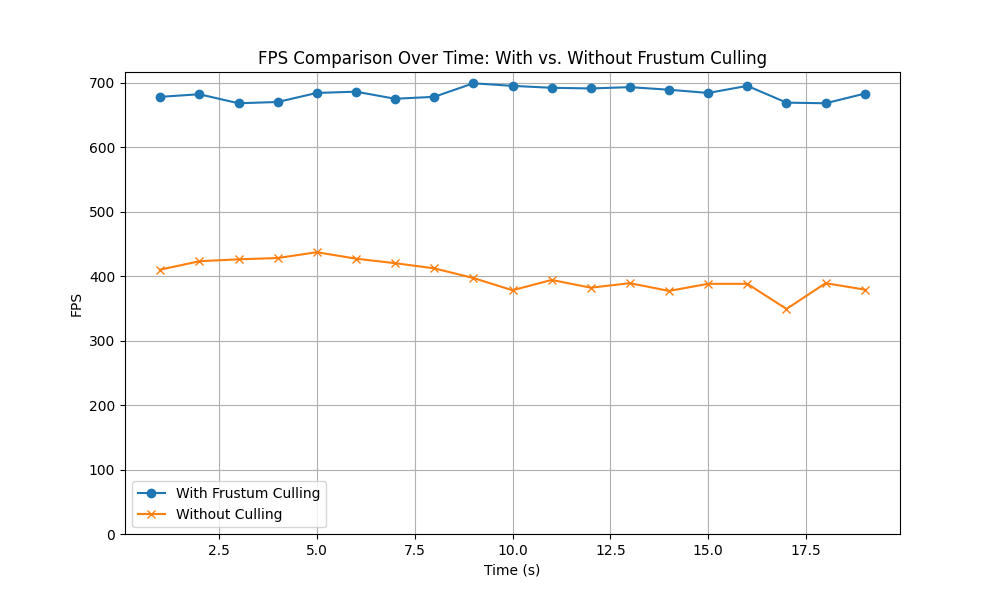 FPS Comparison Over Time: With vs. Without Frustum Culling
700
600
500
400
300
200
100
0
FPS
With Frustum Culling
Without Culling
2.5 5.0 7.5 10.0 12.5 15.0 17.5
Time (s)